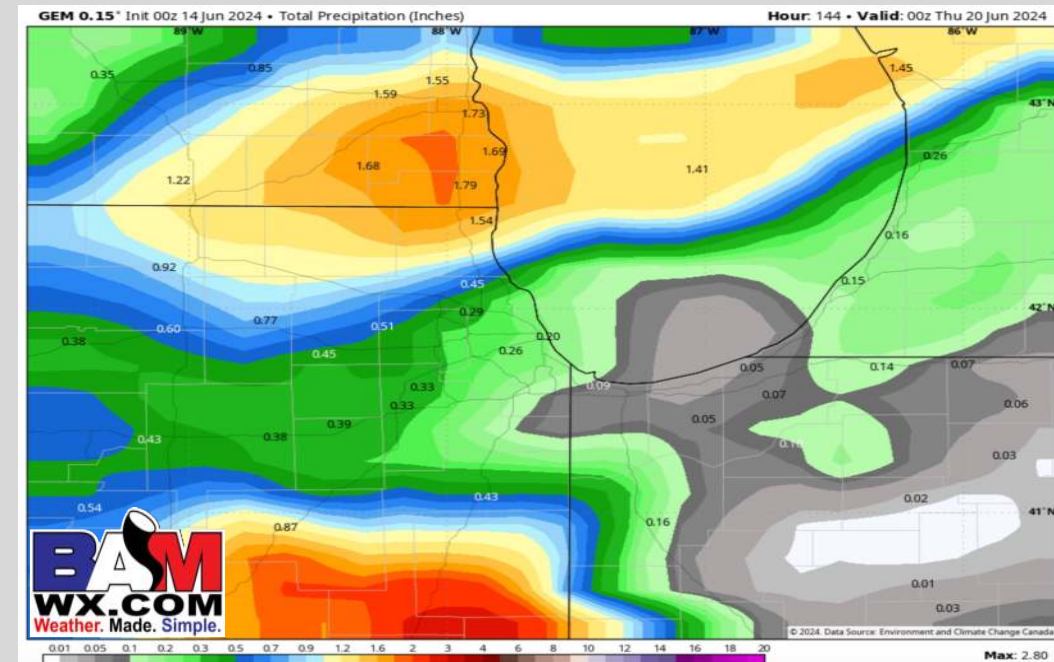 GEM 0.15° Init 00z 14 Jun 2024 • Total Precipitation (Inches)
Hour: 144 • Valid: 00z Thu 20 Jun 2024
89°W 88°W 87°W 86°W
0.35 0.85 1.55 1.45
1.59
1.73 43°N
1.69 0.26
1.68 1.41
1.22 1.79
1.54 0.16
0.92 0.15
0.45
0.29 42°N
0.60 0.77 0.51
0.38 0.20
0.45 0.26
0.05 0.14 0.07
0.33 0.09
0.33 0.07 0.06
0.39 0.05
0.43 0.38
0.03
0.54 0.43 0.02
41°N
0.87 0.16
BAM
WX.COM
Weather. Made. Simple.
0.01
0.03
© 2024. Data Source: Environment and Climate Change Canada
0.01 0.05 0.1 0.2 0.3 0.5 0.7 0.9 1.2 1.6 2 3 4 6 8 10 12 14 16 18 20
Max: 2.80